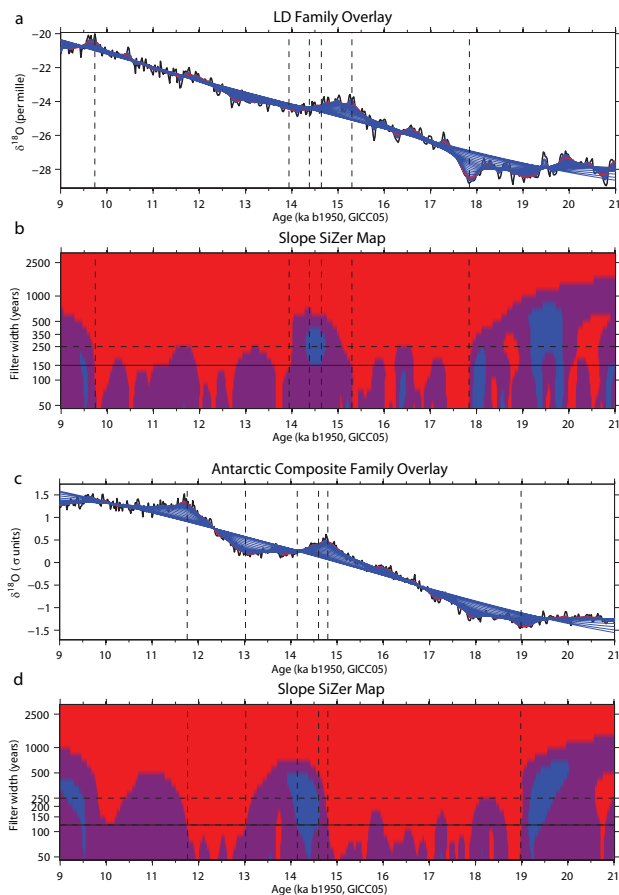 a
LD Family Overlay
−20
−22
−24
−26
−28
δ18O (per mille)
9 10 11 12 13 14 15 16 17 18 19 20 21
Age (ka b1950, GICC05)
b
Slope SiZer Map
2500
1000
500
350
250
150
100
50
Filter width (years)
9 10 11 12 13 14 15 16 17 18 19 20 21
Age (ka b1950, GICC05)
c
Antarctic Composite Family Overlay
1.5
1
0.5
0
−0.5
−1
−1.5
δ18O (σ units)
9 10 11 12 13 14 15 16 17 18 19 20 21
Age (ka b1950, GICC05)
d
Slope SiZer Map
2500
1000
500
250
200
150
100
50
Filter width (years)
9 10 11 12 13 14 15 16 17 18 19 20 21
Age (ka b1950, GICC05)